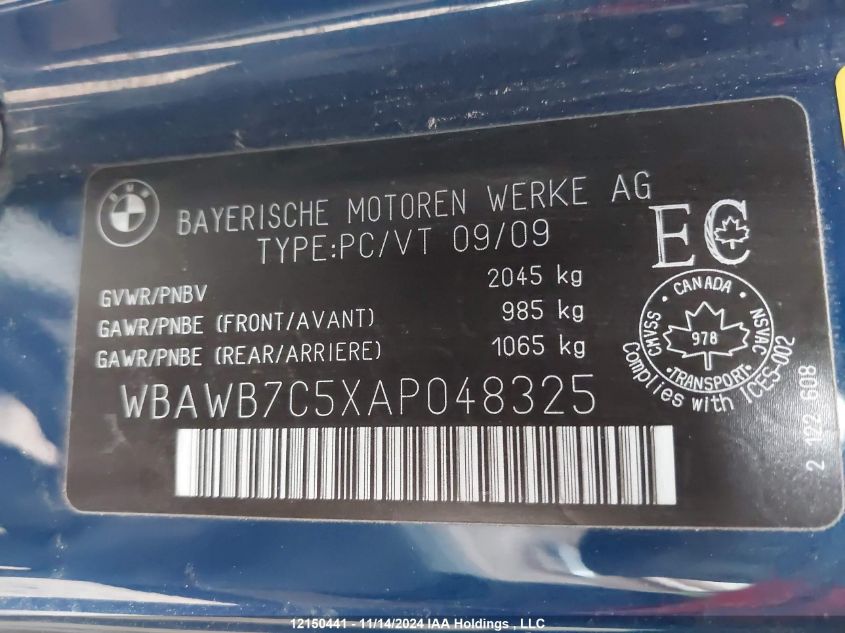 BMW
BAYERISCHE MOTOREN WERKE AG
TYPE:PC/VT 09/09
GVWR/PNBV 2045 kg
GAWR/PNBE (FRONT/AVANT) 985 kg
GAWR/PNBE (REAR/ARRIERE) 1065 kg
WBAWB7C5XAP048325
EC
CANADA
CMVSS 978 NSVAC
TRANSPORT
Complies with ICES-002
2 122 608
12150441 - 11/14/2024 IAA Holdings , LLC